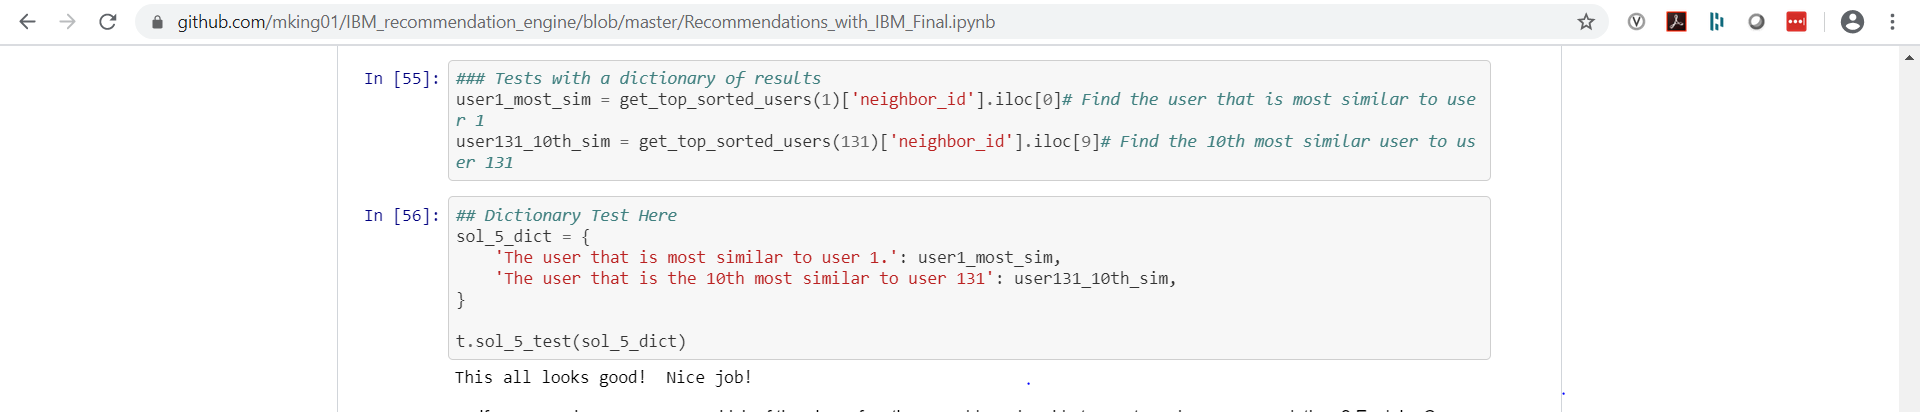 github.com/mking01/IBM_recommendation_engine/blob/master/Recommendations_with_IBM_Final.ipynb
In [55]:
### Tests with a dictionary of results
user1_most_sim = get_top_sorted_users(1)['neighbor_id'].iloc[0]# Find the user that is most similar to use
r 1
user131_10th_sim = get_top_sorted_users(131)['neighbor_id'].iloc[9]# Find the 10th most similar user to us
er 131
In [56]:
## Dictionary Test Here
sol_5_dict = {
    'The user that is most similar to user 1.': user1_most_sim,
    'The user that is the 10th most similar to user 131': user131_10th_sim,
}
t.sol_5_test(sol_5_dict)
This all looks good!  Nice job!